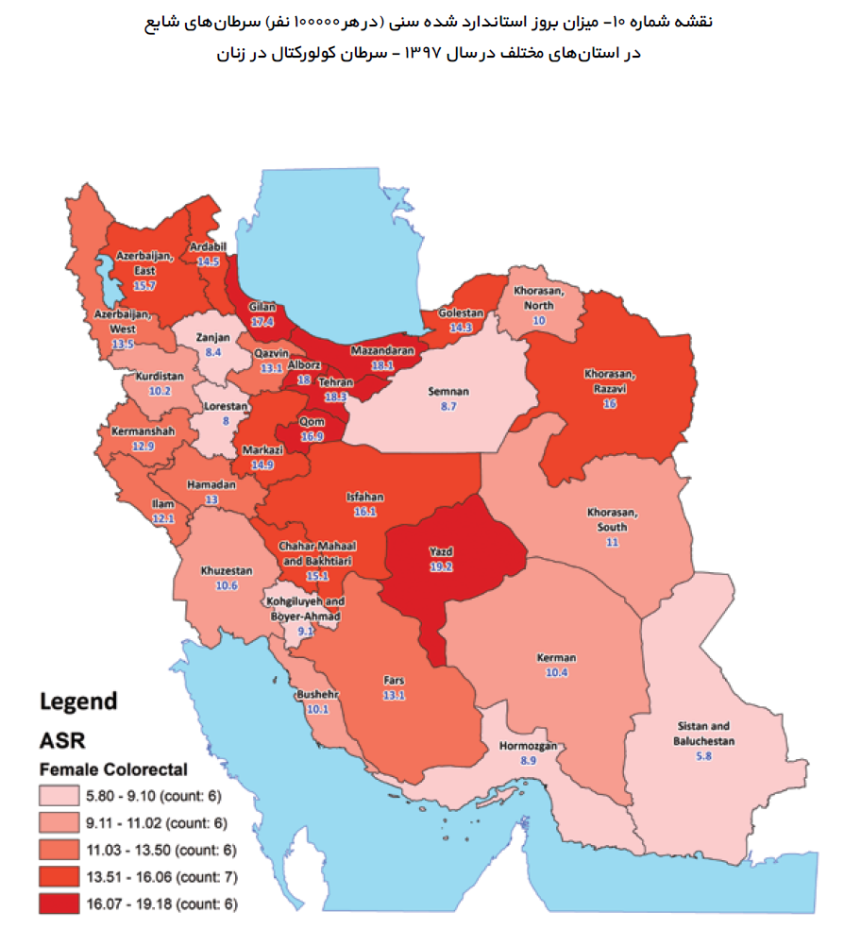 نقشه شماره ۱۰- میزان بروز استاندارد شده سنی (در هر ۱۰۰۰۰۰ نفر) سرطان‌های شایع
در استان‌های مختلف در سال ۱۳۹۷ - سرطان کولورکتال در زنان
Ardabil
14.5
Azerbaijan,
East
15.7
Gilan
17.4
Azerbaijan,
West
13.5
Zanjan
8.4
Qazvin
13.1
Alborz
18
Mazandaran
18.1
Tehran
18.3
Golestan
14.3
Khorasan,
North
10
Khorasan,
Razavi
16
Semnan
8.7
Kurdistan
10.2
Lorestan
8
Qom
16.9
Kermanshah
12.9
Markazi
14.9
Hamadan
13
Ilam
12.1
Isfahan
16.1
Khorasan,
South
11
Chahar Mahaal
and Bakhtiari
15.1
Yazd
19.2
Khuzestan
10.6
Kohgiluyeh and
Boyer-Ahmad
9.1
Kerman
10.4
Fars
13.1
Bushehr
10.1
Hormozgan
8.9
Sistan and
Baluchestan
5.8
Legend
ASR
Female Colorectal
5.80 - 9.10 (count: 6)
9.11 - 11.02 (count: 6)
11.03 - 13.50 (count: 6)
13.51 - 16.06 (count: 7)
16.07 - 19.18 (count: 6)